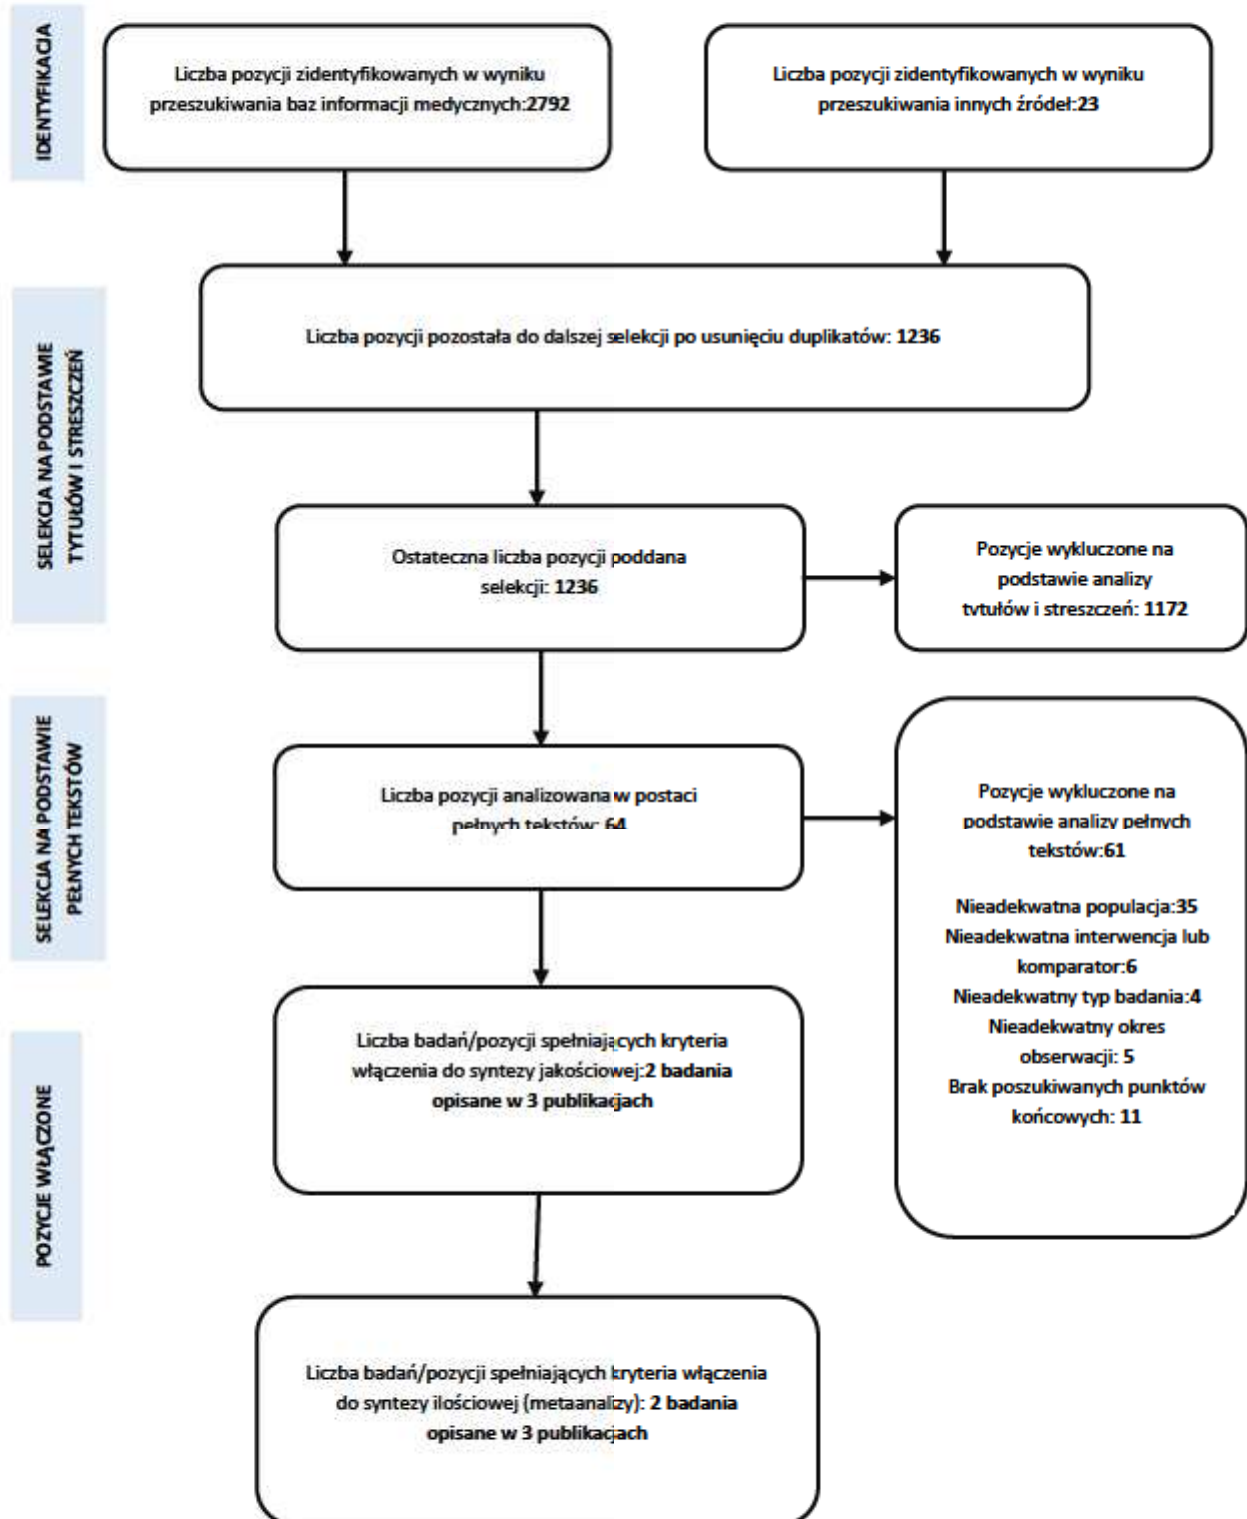 IDENTYFIKACJA
Liczba pozycji zidentyfikowanych w wyniku
przeszukiwania baz informacji medycznych:2792
Liczba pozycji zidentyfikowanych w wyniku
przeszukiwania innych źródeł:23
SELEKCJA NA PODSTAWIE
TYTUŁÓW I STRESZCZEŃ
Liczba pozycji pozostała do dalszej selekcji po usunięciu duplikatów: 1236
Ostateczna liczba pozycji poddana
selekcji: 1236
Pozycje wykluczone na
podstawie analizy
tytułów i streszczeń: 1172
SELEKCJA NA PODSTAWIE
PEŁNYCH TEKSTÓW
Liczba pozycji analizowana w postaci
pełnych tekstów: 64
Pozycje wykluczone na
podstawie analizy pełnych
tekstów:61
Nieadekwatna populacja:35
Nieadekwatna interwencja lub
komparator:6
Nieadekwatny typ badania:4
Nieadekwatny okres
obserwacji: 5
Brak poszukiwanych punktów
końcowych: 11
POZYCJE WŁĄCZONE
Liczba badań/pozycji spełniających kryteria
włączenia do syntezy jakościowej:2 badania
opisane w 3 publikacjach
Liczba badań/pozycji spełniających kryteria włączenia
do syntezy ilościowej (metaanalizy): 2 badania
opisane w 3 publikacjach